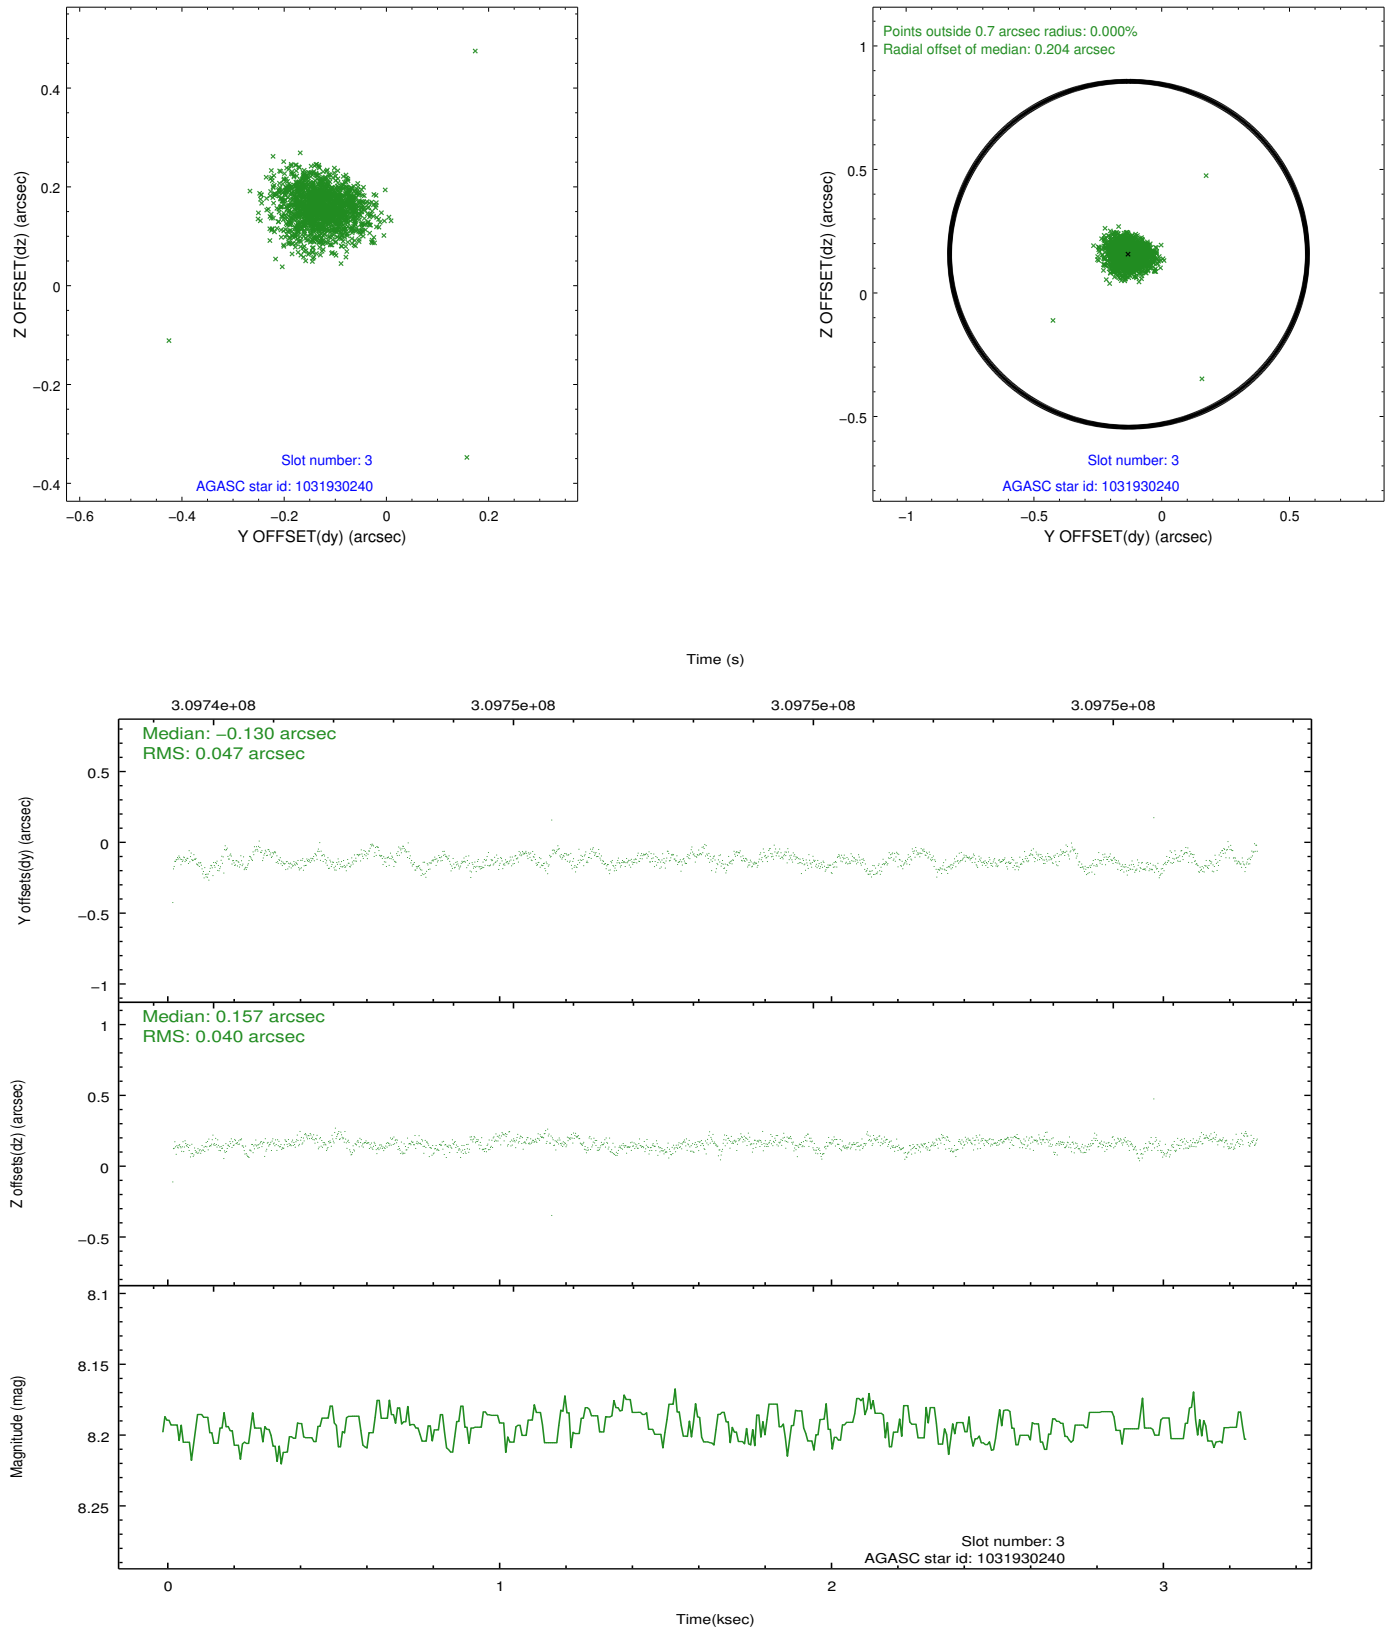 0.4
0.2
0
−0.2
−0.4
Z OFFSET(dz) (arcsec)
Slot number: 3
AGASC star id: 1031930240
−0.6 −0.4 −0.2 0 0.2
Y OFFSET(dy) (arcsec)
Points outside 0.7 arcsec radius: 0.000%
Radial offset of median: 0.204 arcsec
1
0.5
0
−0.5
Z OFFSET(dz) (arcsec)
Slot number: 3
AGASC star id: 1031930240
−1 −0.5 0 0.5
Y OFFSET(dy) (arcsec)
Time (s)
3.0974e+08 3.0975e+08 3.0975e+08 3.0975e+08
Median: −0.130 arcsec
RMS: 0.047 arcsec
0.5
0
−0.5
−1
Y offsets(dy) (arcsec)
Median: 0.157 arcsec
RMS: 0.040 arcsec
1
0.5
0
−0.5
Z offsets(dz) (arcsec)
8.1
8.15
8.2
8.25
Magnitude (mag)
Slot number: 3
AGASC star id: 1031930240
0 1 2 3
Time(ksec)